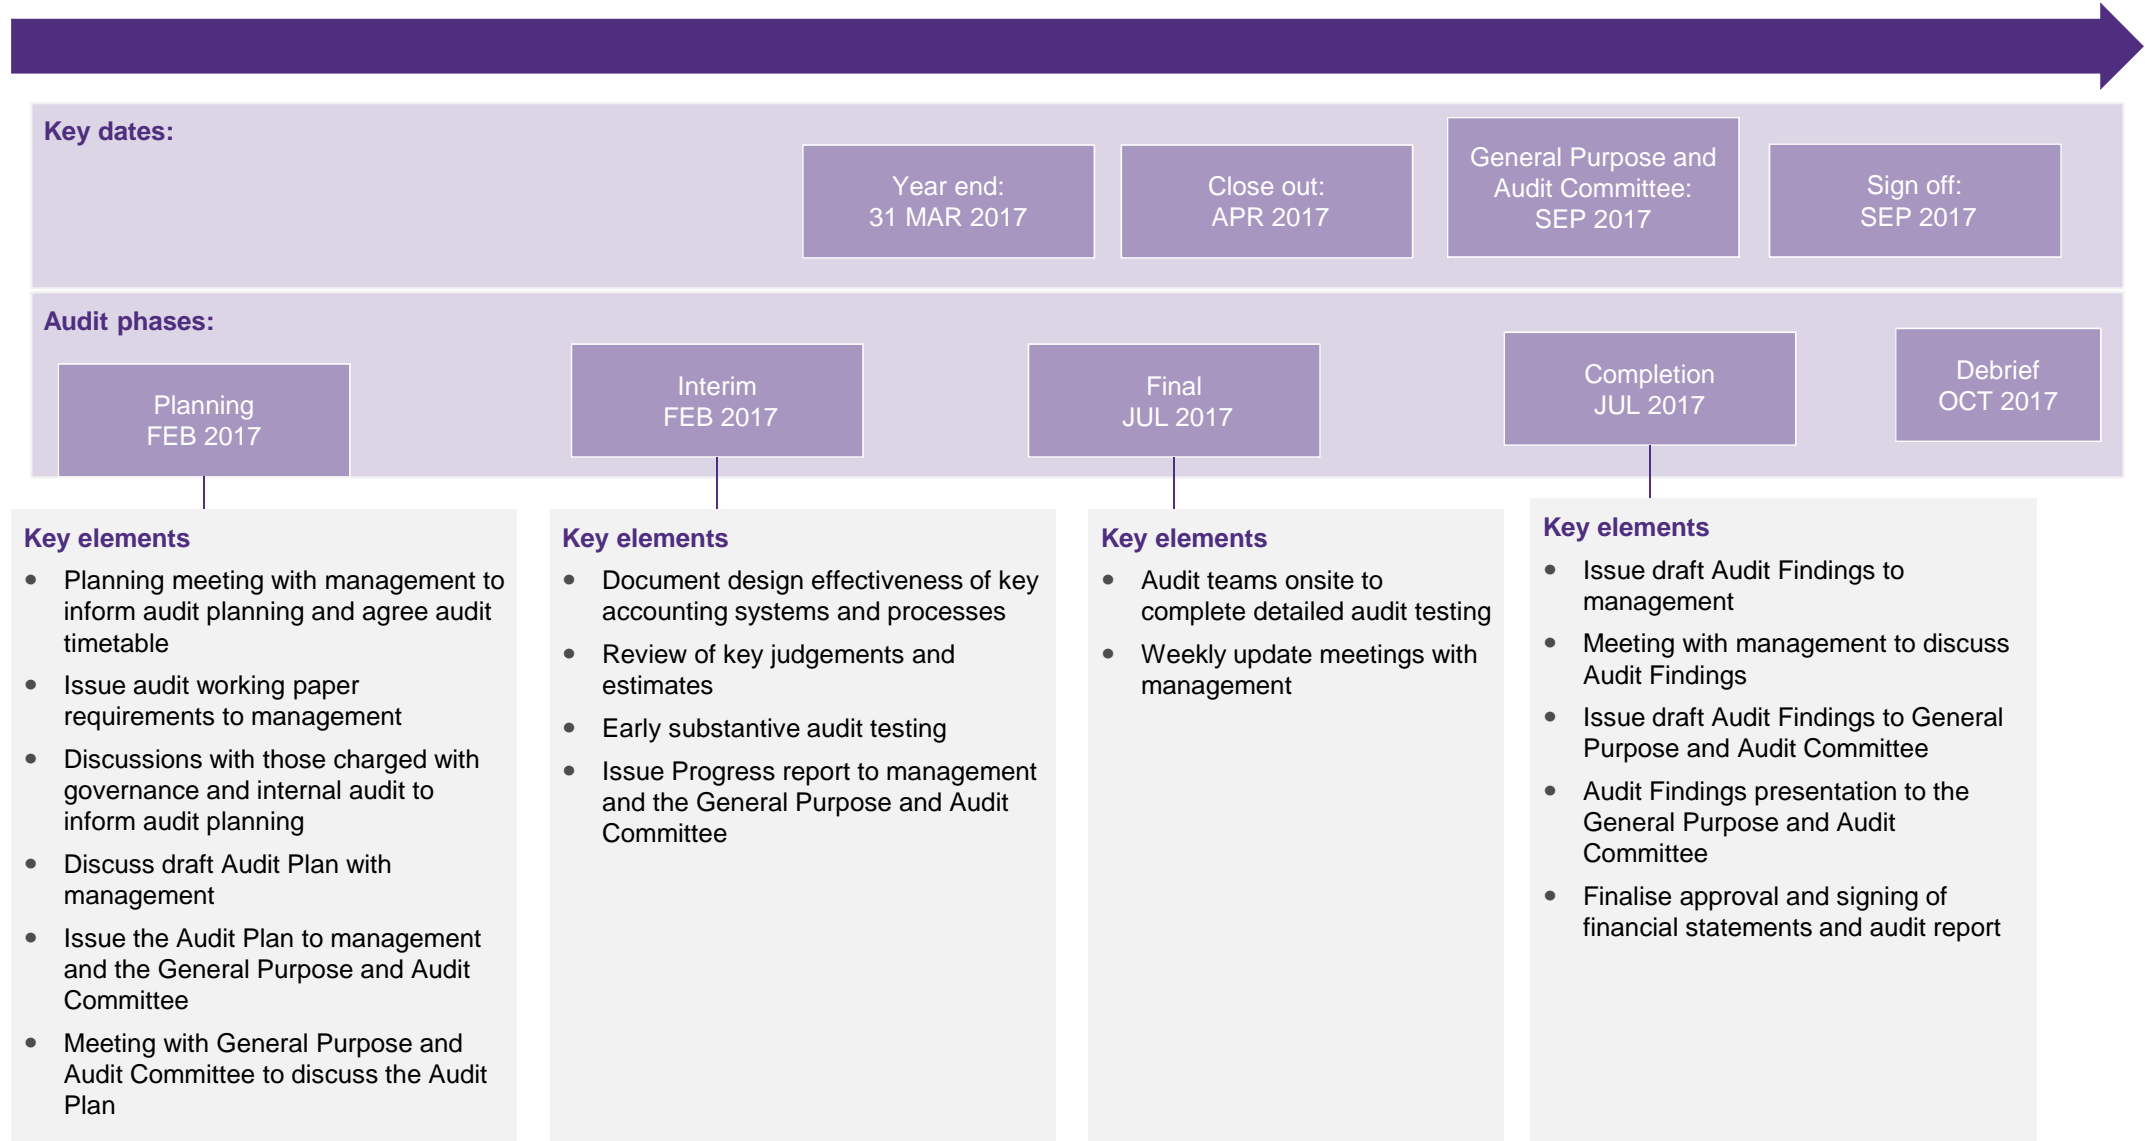 Key dates:
Year end:
31 MAR 2017
Close out:
APR 2017
General Purpose and
Audit Committee:
SEP 2017
Sign off:
SEP 2017
Audit phases:
Planning
FEB 2017
Interim
FEB 2017
Final
JUL 2017
Completion
JUL 2017
Debrief
OCT 2017
Key elements
• Planning meeting with management to
inform audit planning and agree audit
timetable
• Issue audit working paper
requirements to management
• Discussions with those charged with
governance and internal audit to
inform audit planning
• Discuss draft Audit Plan with
management
• Issue the Audit Plan to management
and the General Purpose and Audit
Committee
• Meeting with General Purpose and
Audit Committee to discuss the Audit
Plan
Key elements
• Document design effectiveness of key
accounting systems and processes
• Review of key judgements and
estimates
• Early substantive audit testing
• Issue Progress report to management
and the General Purpose and Audit
Committee
Key elements
• Audit teams onsite to
complete detailed audit testing
• Weekly update meetings with
management
Key elements
• Issue draft Audit Findings to
management
• Meeting with management to discuss
Audit Findings
• Issue draft Audit Findings to General
Purpose and Audit Committee
• Audit Findings presentation to the
General Purpose and Audit
Committee
• Finalise approval and signing of
financial statements and audit report